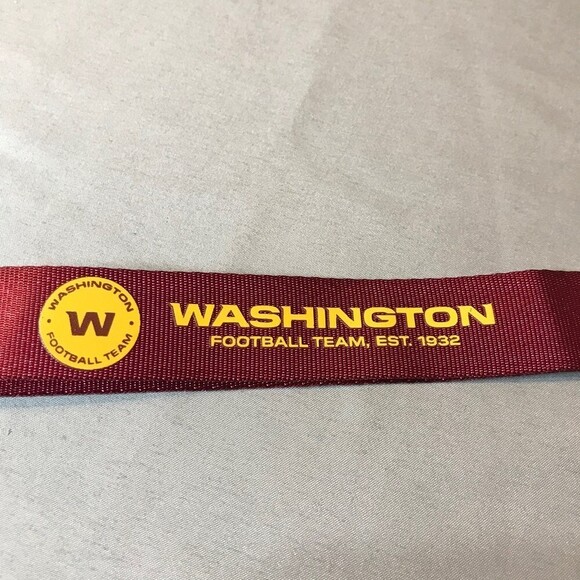 WASHINGTON
W
• FOOTBALL TEAM •
WASHINGTON
FOOTBALL TEAM, EST. 1932